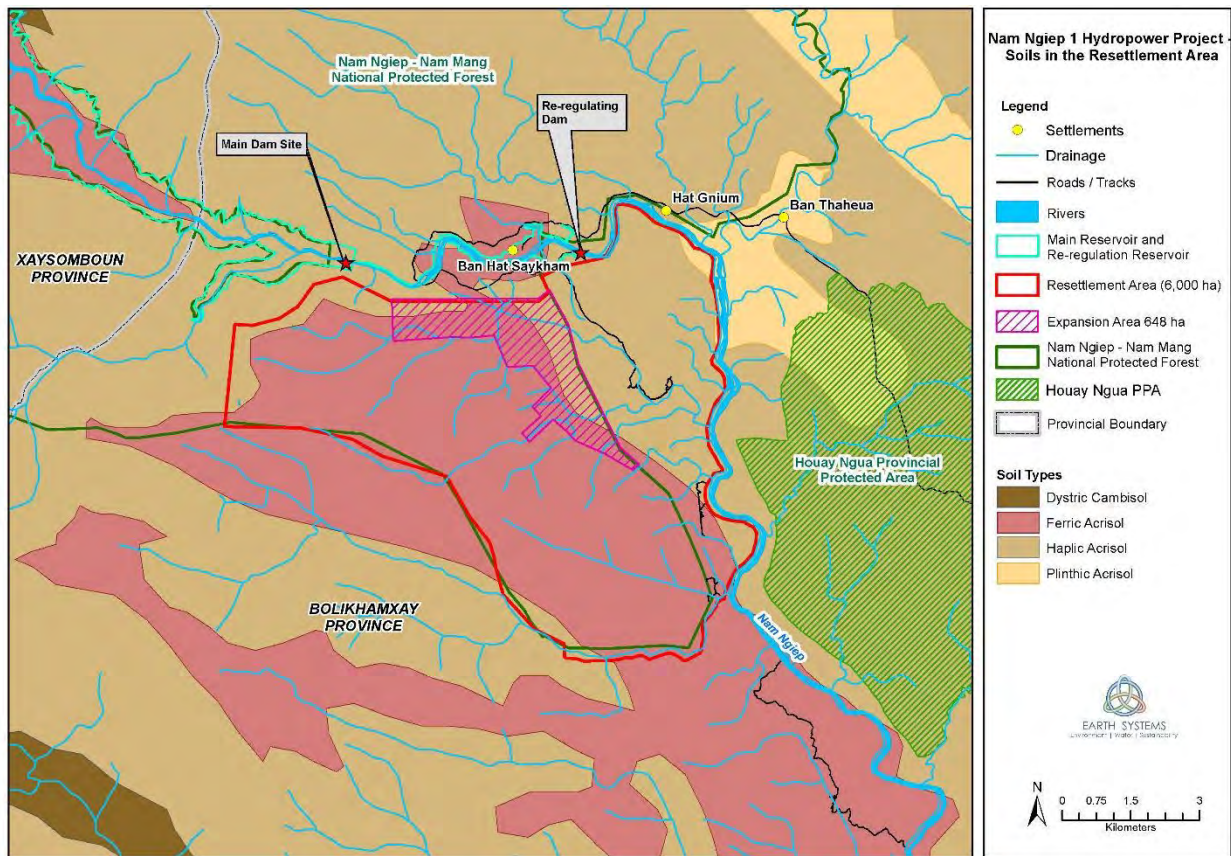 Nam Ngiep - Nam Mang
National Protected Forest
Re-regulating
Dam
Main Dam Site
Hat Gnium
Ban Thaheua
Ban Hat Saykham
XAYSOMBOUN
PROVINCE
Houay Ngua Provincial
Protected Area
BOLIKHAMXAY
PROVINCE
Nam Ngiep
Nam Ngiep 1 Hydropower Project -
Soils in the Resettlement Area
Legend
Settlements
Drainage
Roads / Tracks
Rivers
Main Reservoir and
Re-regulation Reservoir
Resettlement Area (6,000 ha)
Expansion Area 648 ha
Nam Ngiep - Nam Mang
National Protected Forest
Houay Ngua PPA
Provincial Boundary
Soil Types
Dystric Cambisol
Ferric Acrisol
Haplic Acrisol
Plinthic Acrisol
EARTH SYSTEMS
Environment | Water | Sustainability
N
0 0.75 1.5 3
Kilometers